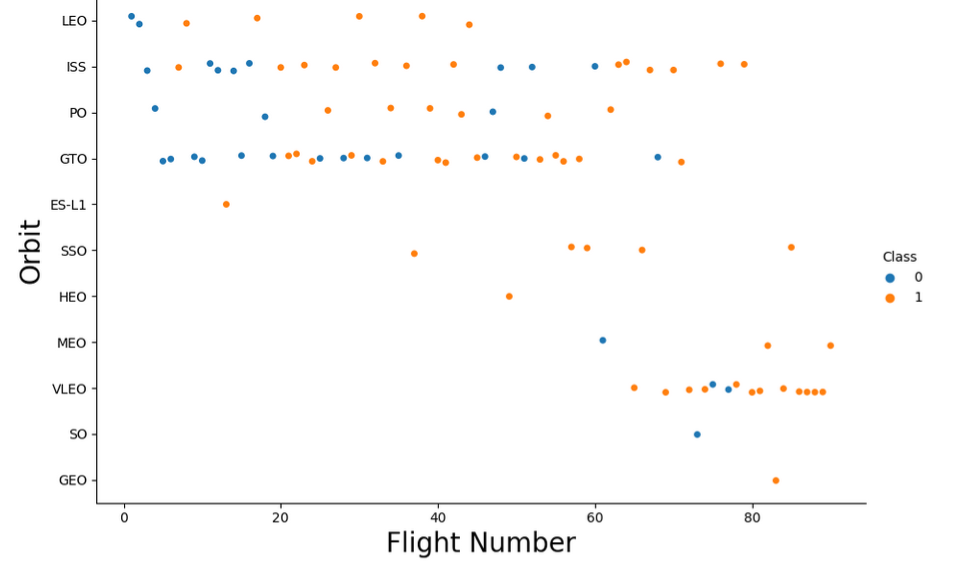 LEO
ISS
PO
GTO
ES-L1
SSO
HEO
MEO
VLEO
SO
GEO
Orbit
0 20 40 60 80
Flight Number
Class
0
1